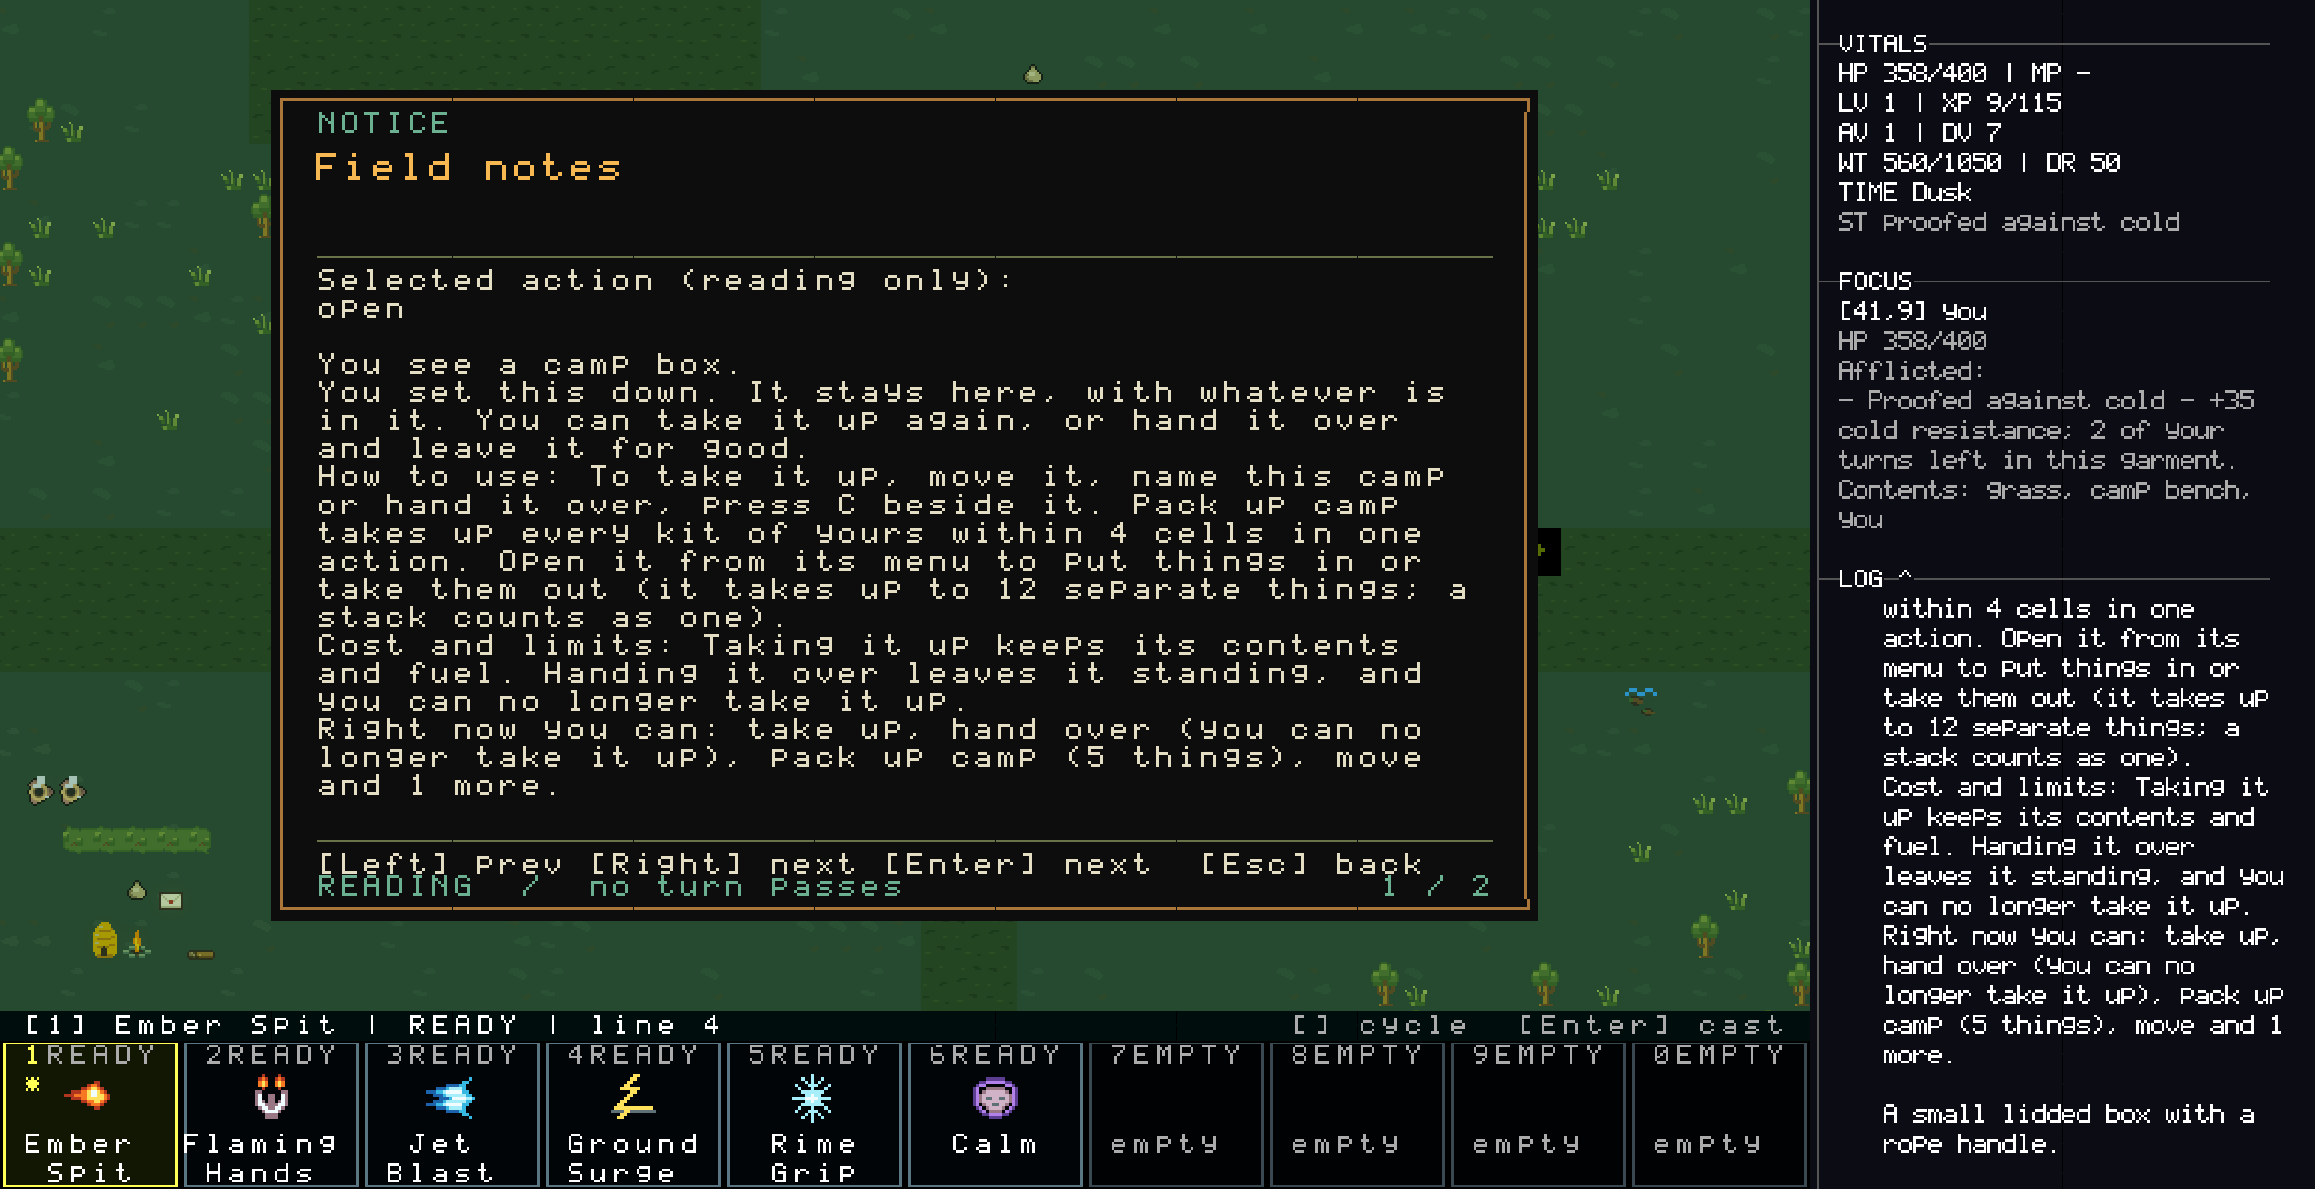 NOTICE
Field notes
Selected action (reading only):
open
You see a camp box.
You set this down. It stays here, with whatever is
in it. You can take it up again, or hand it over
and leave it for good.
How to use: To take it up, move it, name this camp
or hand it over, press C beside it. Pack up camp
takes up every kit of yours within 4 cells in one
action. Open it from its menu to put things in or
take them out (it takes up to 12 separate things; a
stack counts as one).
Cost and limits: Taking it up keeps its contents
and fuel. Handing it over leaves it standing, and
you can no longer take it up.
Right now you can: take up, hand over (you can no
longer take it up), Pack up camp (5 things), move
and 1 more.
[Left] prev [Right] next [Enter] next [Esc] back
READING / no turn passes 1 / 2
[1] Ember Spit | READY | line 4
[] cycle [Enter] cast
1READY
Ember
Spit
2READY
Flaming
Hands
3READY
Jet
Blast
4READY
Ground
Surge
5READY
Rime
Grip
6READY
Calm
7EMPTY
empty
8EMPTY
empty
9EMPTY
empty
0EMPTY
empty
VITALS
HP 358/400 | MP -
LV 1 | XP 9/115
AV 1 | DV 7
WT 560/1050 | DR 50
TIME Dusk
ST Proofed against cold
FOCUS
[41,9] you
HP 358/400
Afflicted:
- Proofed against cold - +35
cold resistance; 2 of your
turns left in this garment.
Contents: grass, camp bench,
you
LOG ^
within 4 cells in one
action. Open it from its
menu to put things in or
take them out (it takes up
to 12 separate things; a
stack counts as one).
Cost and limits: Taking it
up keeps its contents and
fuel. Handing it over
leaves it standing, and you
can no longer take it up.
Right now you can: take up,
hand over (you can no
longer take it up), Pack up
camp (5 things), move and 1
more.
A small lidded box with a
rope handle.